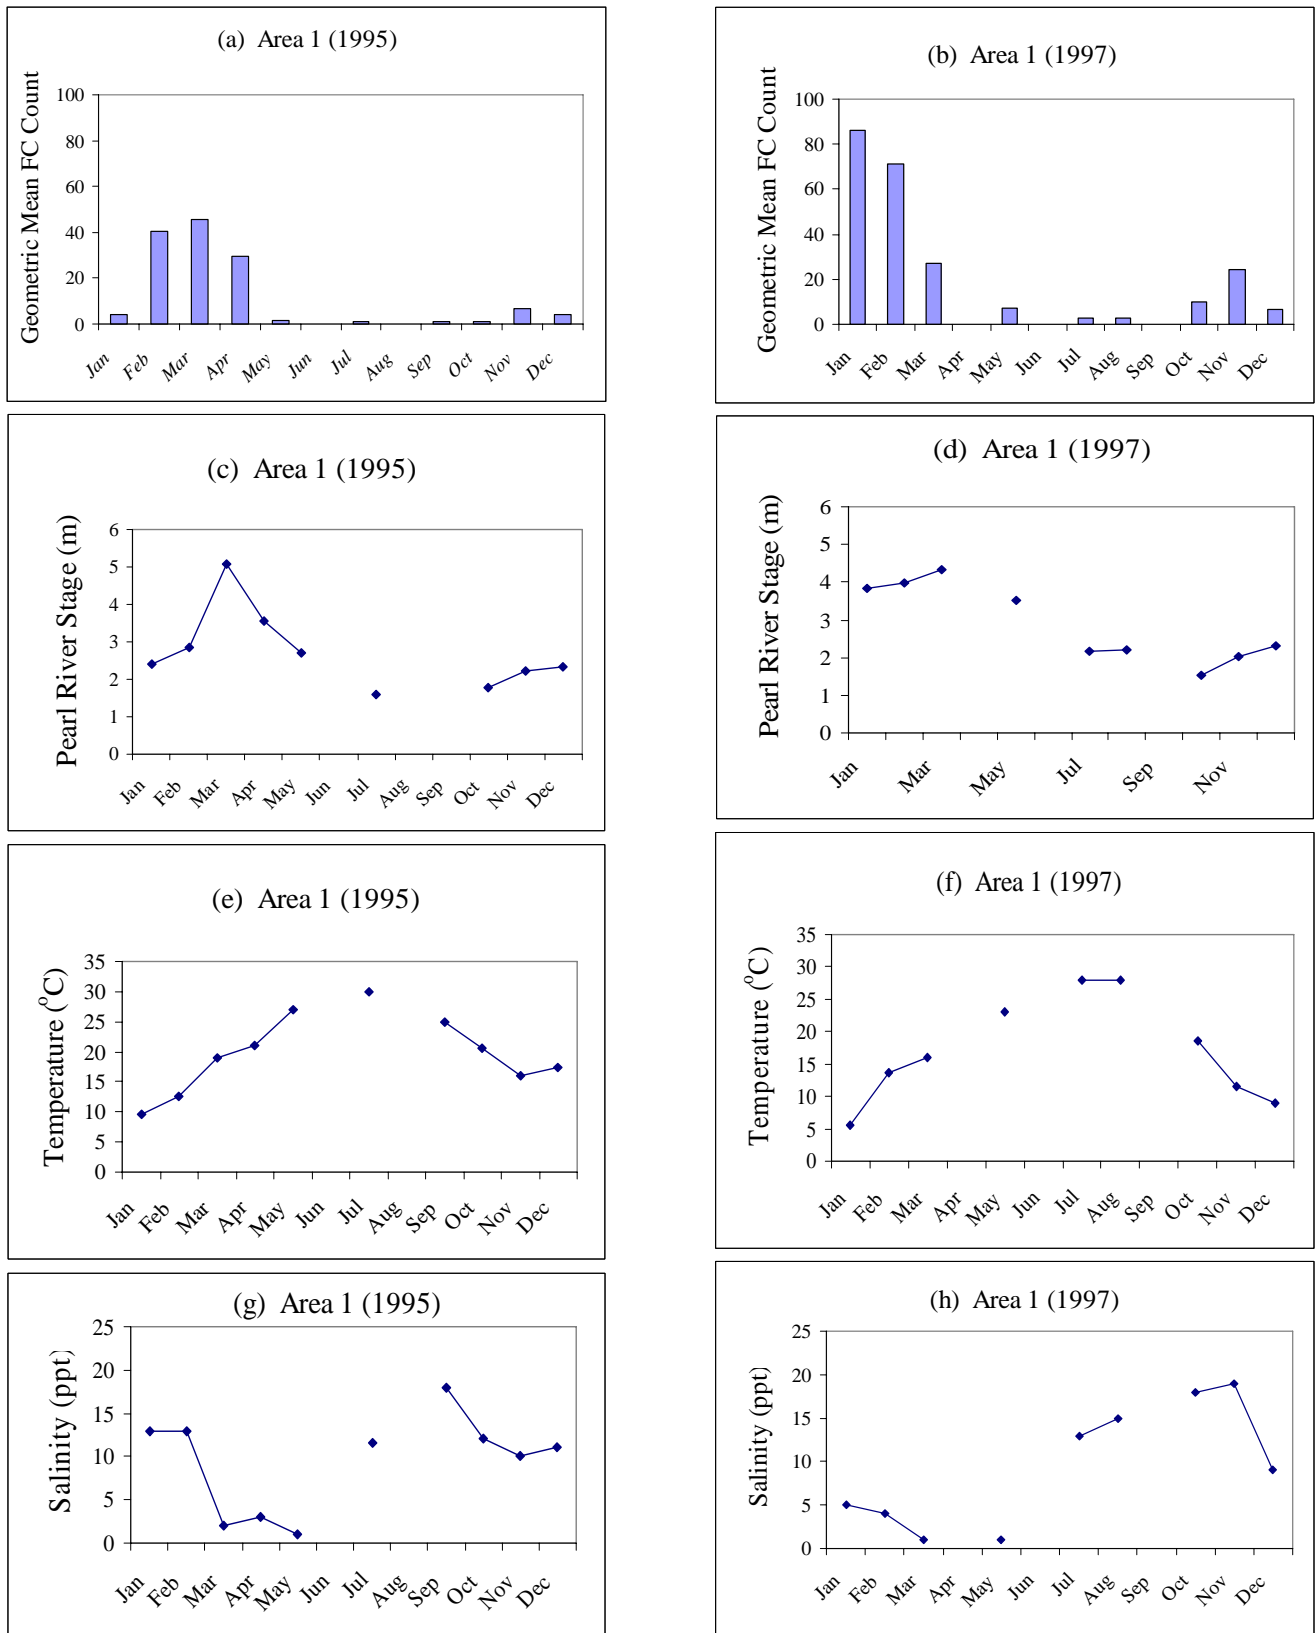 (a) Area 1 (1995)
Geometric Mean FC Count
100
80
60
40
20
0
Jan Feb Mar Apr May Jun Jul Aug Sep Oct Nov Dec
(b) Area 1 (1997)
Geometric Mean FC Count
100
80
60
40
20
0
Jan Feb Mar Apr May Jun Jul Aug Sep Oct Nov Dec
(c) Area 1 (1995)
Pearl River Stage (m)
6
5
4
3
2
1
0
Jan Feb Mar Apr May Jun Jul Aug Sep Oct Nov Dec
(d) Area 1 (1997)
Pearl River Stage (m)
6
5
4
3
2
1
0
Jan Mar May Jul Sep Nov
(e) Area 1 (1995)
Temperature (°C)
35
30
25
20
15
10
5
0
Jan Feb Mar Apr May Jun Jul Aug Sep Oct Nov Dec
(f) Area 1 (1997)
Temperature (°C)
35
30
25
20
15
10
5
0
Jan Feb Mar Apr May Jun Jul Aug Sep Oct Nov Dec
(g) Area 1 (1995)
Salinity (ppt)
25
20
15
10
5
0
Jan Feb Mar Apr May Jun Jul Aug Sep Oct Nov Dec
(h) Area 1 (1997)
Salinity (ppt)
25
20
15
10
5
0
Jan Feb Mar Apr May Jun Jul Aug Sep Oct Nov Dec